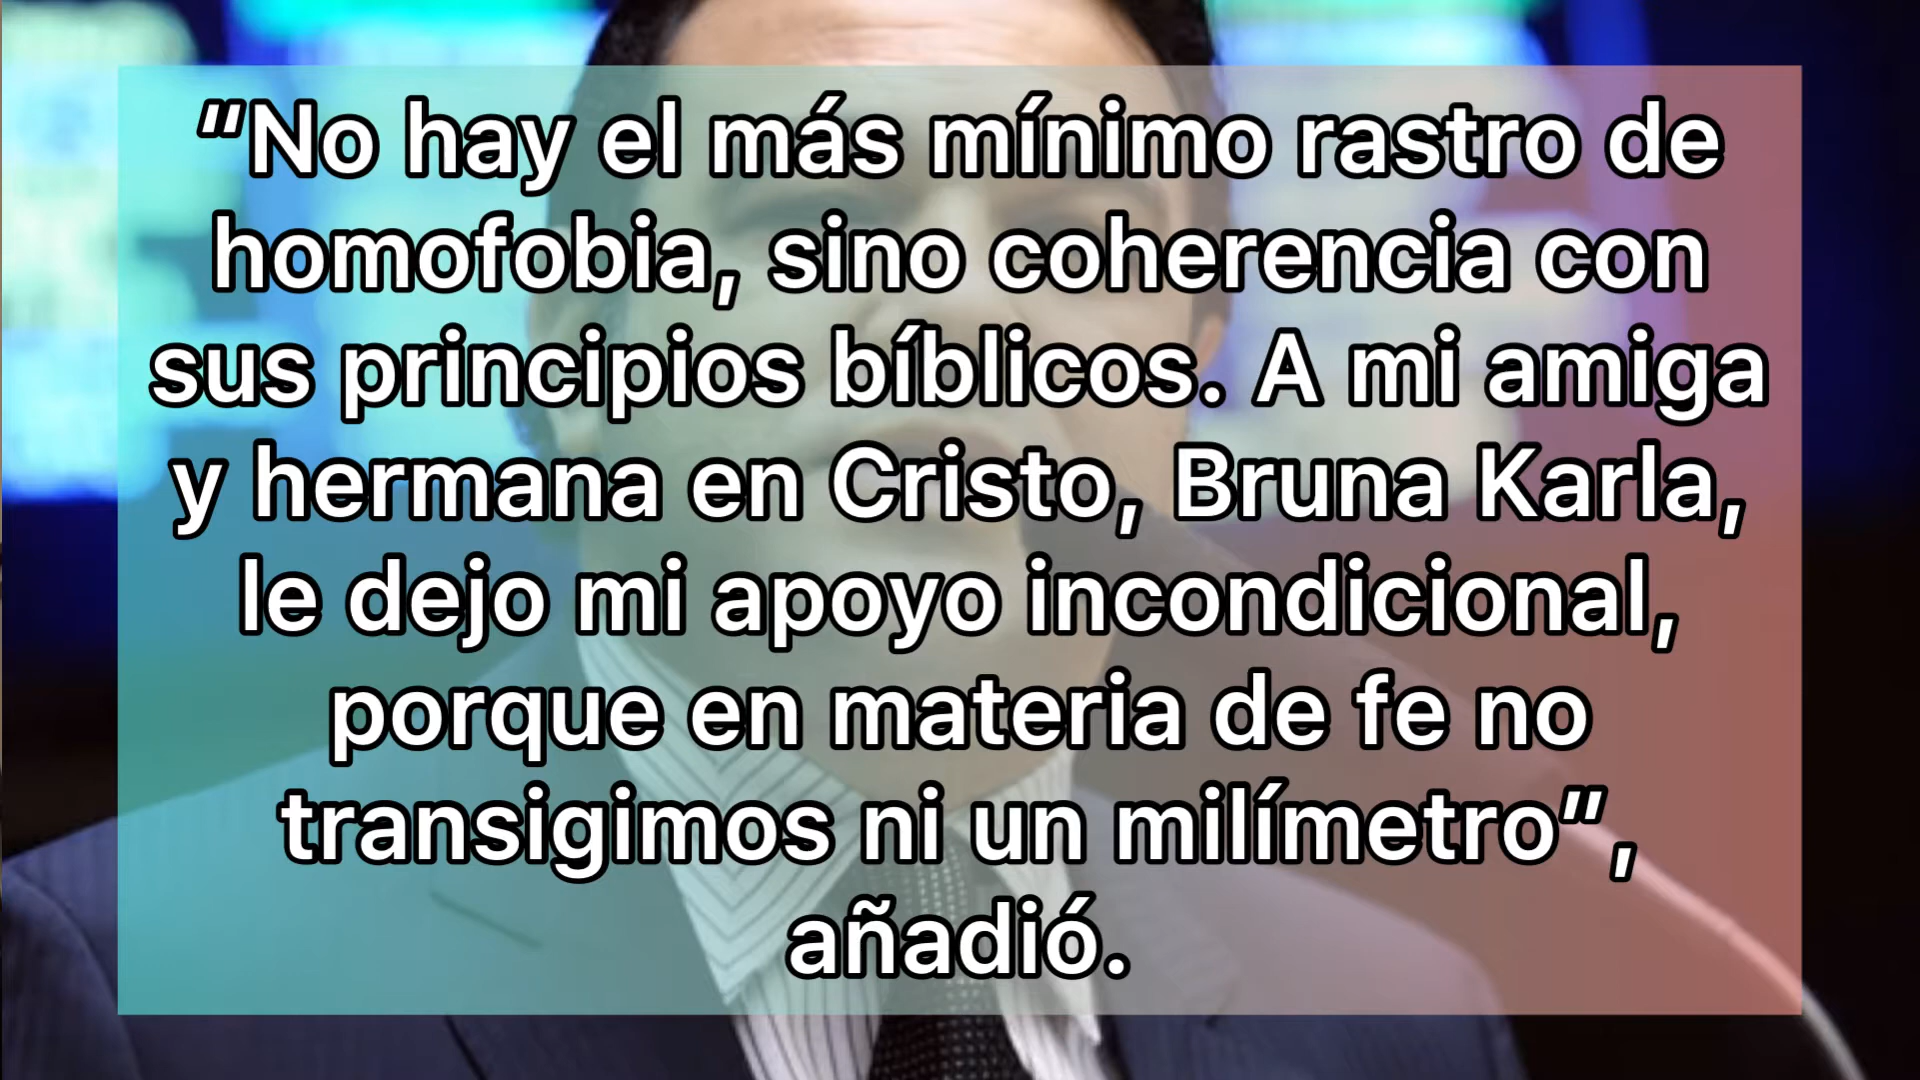 “No hay el más mínimo rastro de
homofobia, sino coherencia con
sus principios bíblicos. A mi amiga
y hermana en Cristo, Bruna Karla,
le dejo mi apoyo incondicional,
porque en materia de fe no
transigimos ni un milímetro”,
añadió.